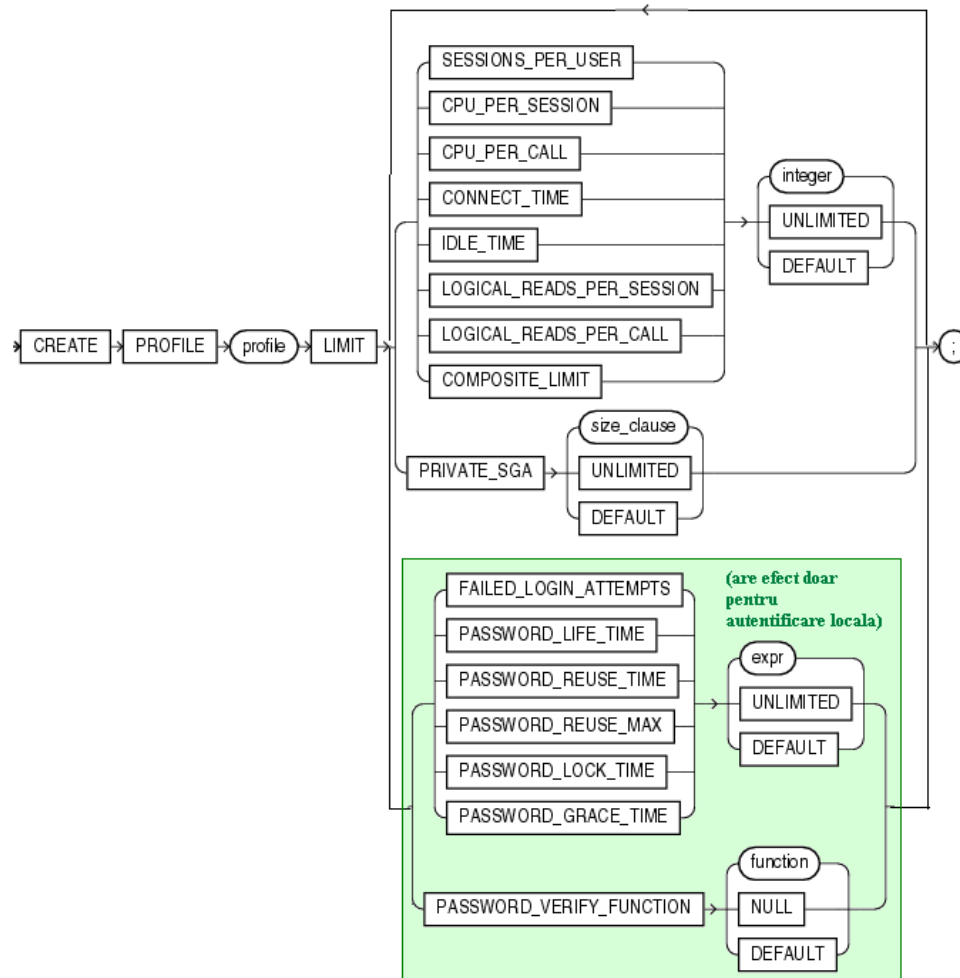 SESSIONS_PER_USER
CPU_PER_SESSION
CPU_PER_CALL
CONNECT_TIME
IDLE_TIME
LOGICAL_READS_PER_SESSION
LOGICAL_READS_PER_CALL
COMPOSITE_LIMIT
integer
UNLIMITED
DEFAULT
CREATE PROFILE profile LIMIT ;
PRIVATE_SGA
size_clause
UNLIMITED
DEFAULT
(are efect doar
pentru
autentificare locala)
FAILED_LOGIN_ATTEMPTS
PASSWORD_LIFE_TIME
PASSWORD_REUSE_TIME
PASSWORD_REUSE_MAX
PASSWORD_LOCK_TIME
PASSWORD_GRACE_TIME
expr
UNLIMITED
DEFAULT
PASSWORD_VERIFY_FUNCTION
function
NULL
DEFAULT